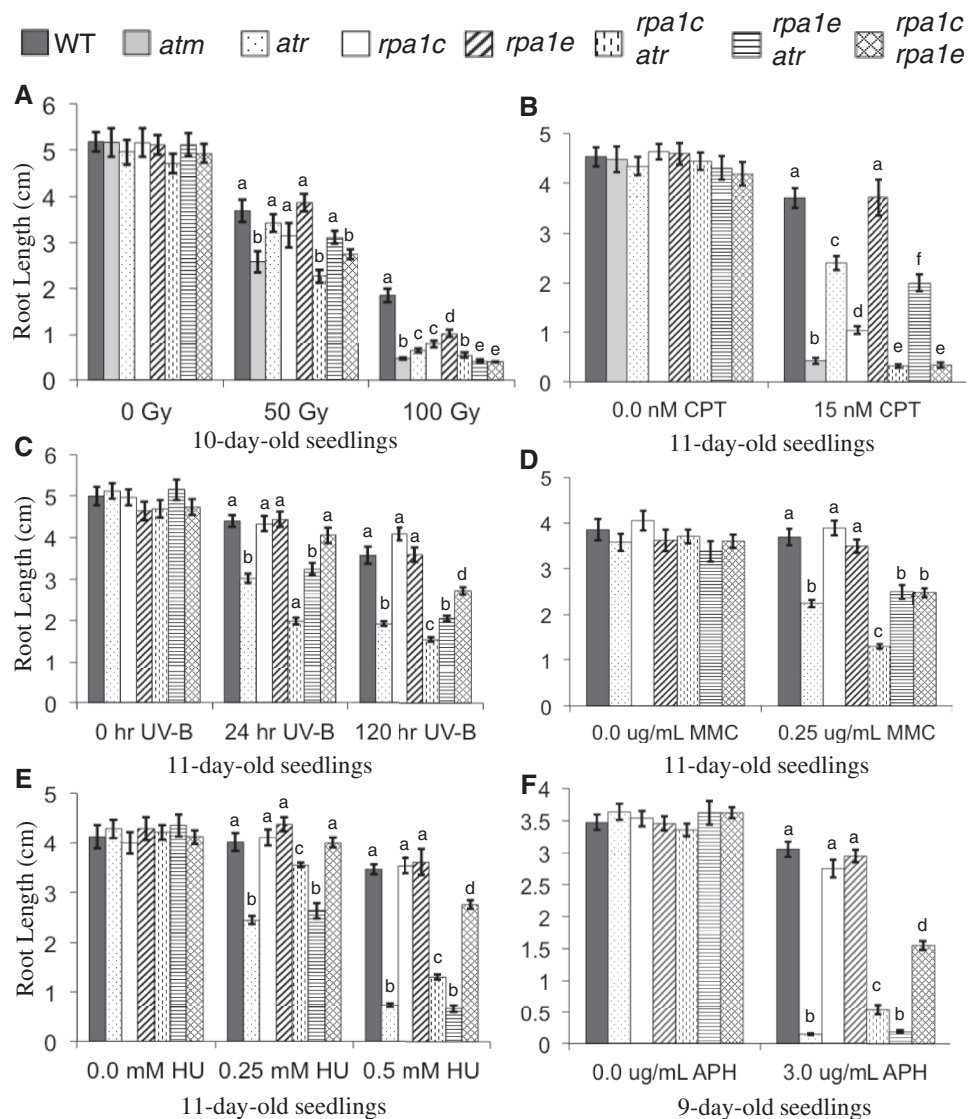 WT atm atr rpa1c rpa1e rpa1c atr rpa1e atr rpa1c rpa1e
A
Root Length (cm)
6
5
4
3
2
1
0
a b a a a b a b
a b c c d b e e
0 Gy 50 Gy 100 Gy
10-day-old seedlings
B
5
4
3
2
1
0
a b c d a e f e
0.0 nM CPT 15 nM CPT
11-day-old seedlings
C
Root Length (cm)
6
5
4
3
2
1
0
a b a a a b a
a b a a c b d
0 hr UV-B 24 hr UV-B 120 hr UV-B
11-day-old seedlings
D
5
4
3
2
1
0
a b a a c b b
0.0 ug/mL MMC 0.25 ug/mL MMC
11-day-old seedlings
E
Root Length (cm)
5
4
3
2
1
0
a b a a c b a
a b a a c b d
0.0 mM HU 0.25 mM HU 0.5 mM HU
11-day-old seedlings
F
4
3.5
3
2.5
2
1.5
1
0.5
0
a b a a c b d
0.0 ug/mL APH 3.0 ug/mL APH
9-day-old seedlings